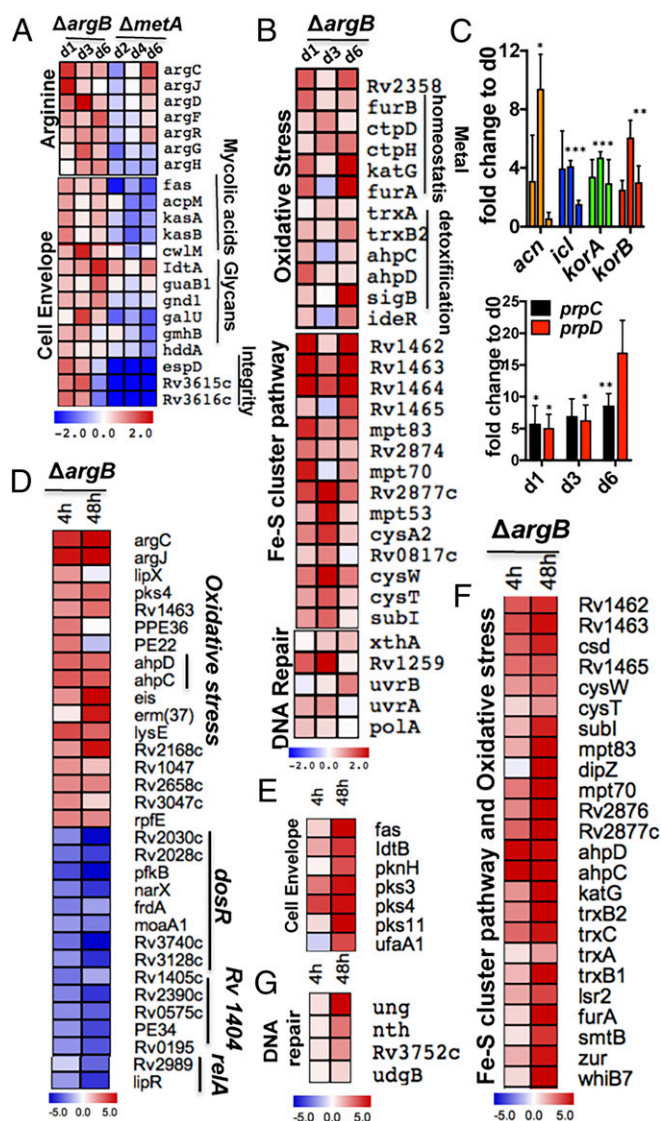 A
ΔargB ΔmetA
d1 d3 d6 d2 d4 d6
Arginine
argC
argJ
argD
argF
argR
argG
argH
Cell Envelope
Mycolic acids
Glycans
Integrity
fas
acpM
kasA
kasB
cwlM
IdtA
guaB1
gnd1
galU
gmhB
hddA
espD
Rv3615c
Rv3616c
-2.0 0.0 2.0
B
ΔargB
d1 d3 d6
Oxidative Stress
Metal
homeostatis
detoxifiication
Rv2358
furB
ctpD
ctpH
katG
furA
trxA
trxB2
ahpC
ahpD
sigB
ideR
Fe-S cluster pathway
Rv1462
Rv1463
Rv1464
Rv1465
mpt83
Rv2874
mpt70
Rv2877c
mpt53
cysA2
Rv0817c
cysW
cysT
subI
DNA Repair
xthA
Rv1259
uvrB
uvrA
polA
-2.0 0.0 2.0
C
fold change to d0
12
8
4
0
*
***
**
acn icl korA korB
fold change to d0
25
20
15
10
5
0
prpC
prpD
*
*
*
**
d1 d3 d6
D
ΔargB
4h 48h
argC
argJ
lipX
pks4
Rv1463
PPE36
PE22
ahpD
ahpC
eis
erm(37)
lysE
Rv2168c
Rv1047
Rv2658c
Rv3047c
rpfE
Rv2030c
Rv2028c
pfkB
narX
frdA
moaA1
Rv3740c
Rv3128c
Rv1405c
Rv2390c
Rv0575c
PE34
Rv0195
Rv2989
lipR
Oxidative stress
dosR
Rv 1404
relA
-5.0 0.0 5.0
E
4h 48h
Cell Envelope
fas
ldtB
pknH
pks3
pks4
pks11
ufaA1
G
4h 48h
DNA
repair
ung
nth
Rv3752c
udgB
-5.0 0.0 5.0
F
ΔargB
4h 48h
Fe-S cluster pathway and Oxidative stress
Rv1462
Rv1463
csd
Rv1465
cysW
cysT
subI
mpt83
dipZ
mpt70
Rv2876
Rv2877c
ahpD
ahpC
katG
trxB2
trxC
trxA
trxB1
lsr2
furA
smtB
zur
whiB7
-5.0 0.0 5.0